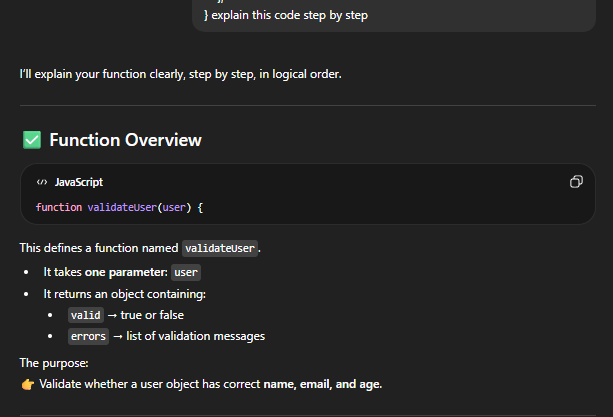 } explain this code step by step
I'll explain your function clearly, step by step, in logical order.
✅ Function Overview
</> JavaScript
function validateUser(user) {
This defines a function named validateUser.
• It takes one parameter: user
• It returns an object containing:
• valid → true or false
• errors → list of validation messages
The purpose:
👉 Validate whether a user object has correct name, email, and age.